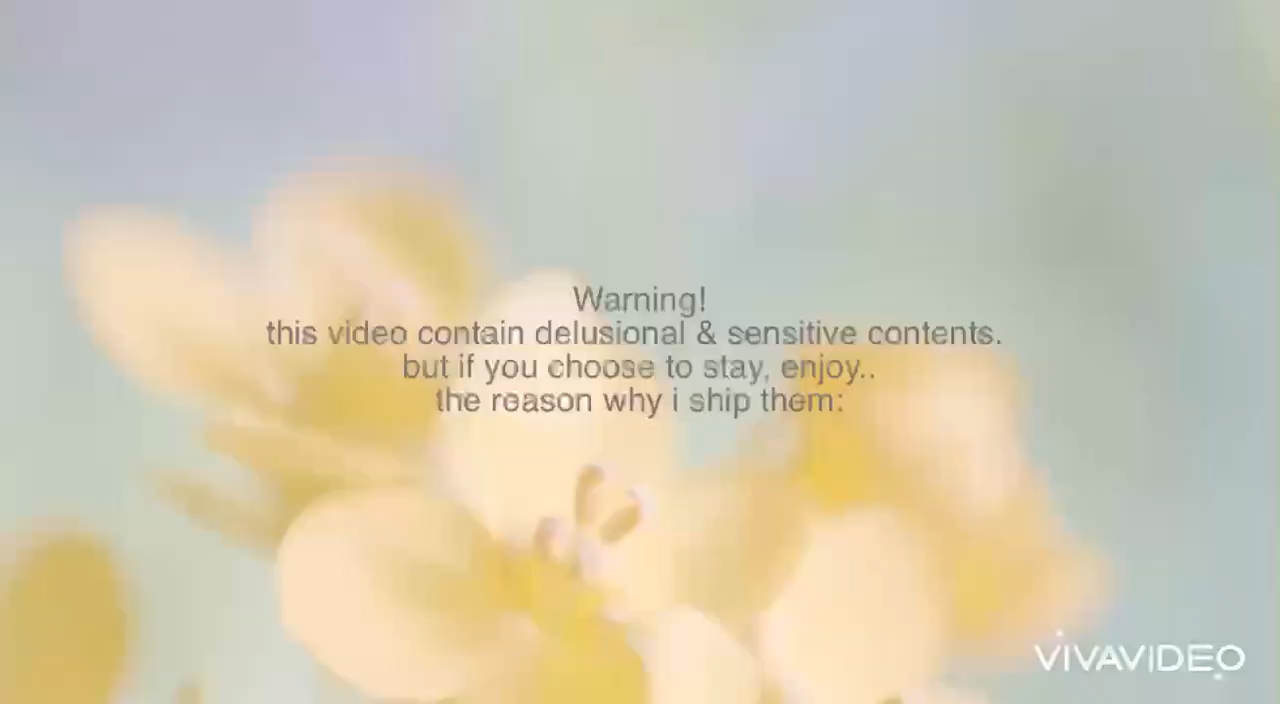 Warning!
this video contain delusional & sensitive contents.
but if you choose to stay, enjoy..
the reason why i ship them:
VIVAVIDEO